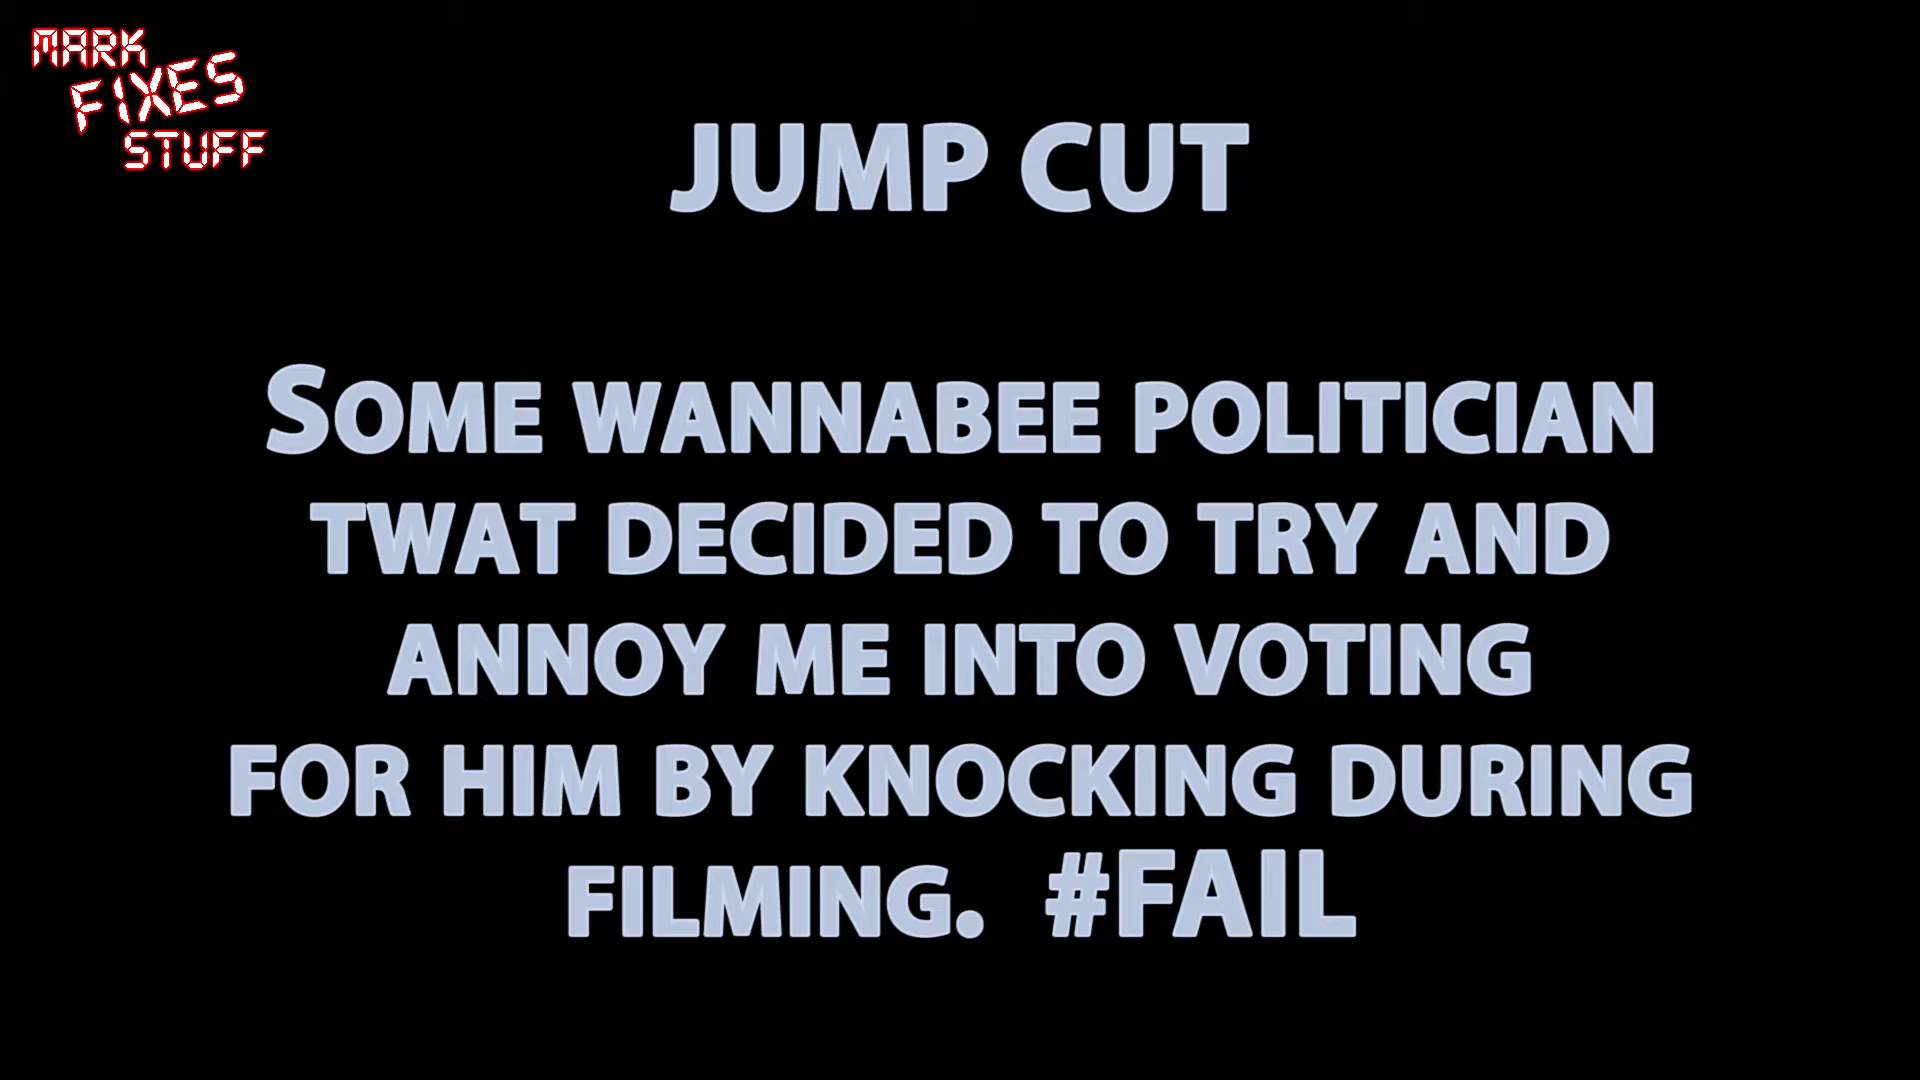 MARK
FIXES
STUFF
JUMP CUT
SOME WANNABEE POLITICIAN
TWAT DECIDED TO TRY AND
ANNOY ME INTO VOTING
FOR HIM BY KNOCKING DURING
FILMING.  #FAIL